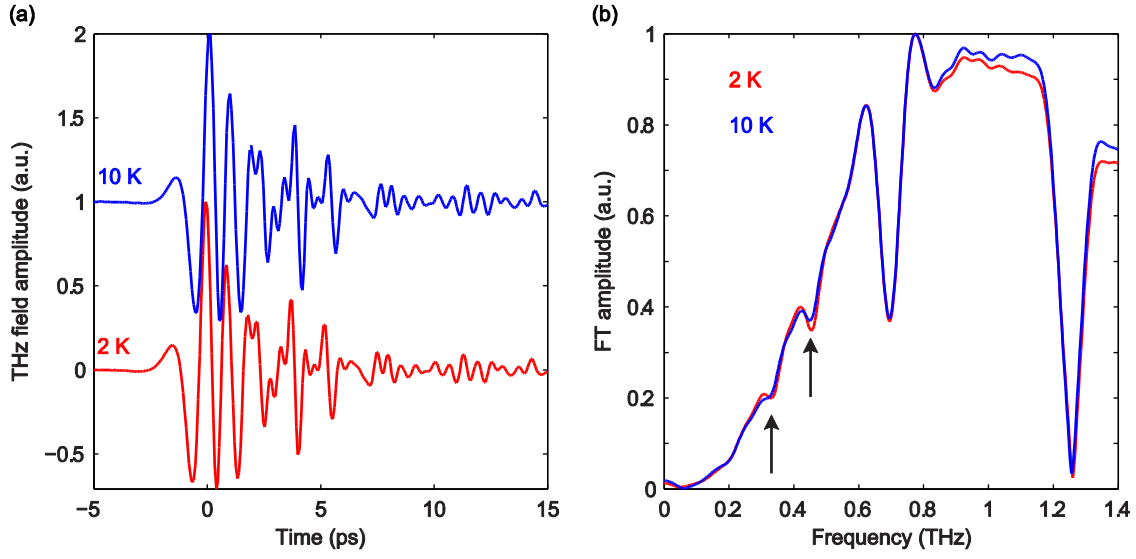 (a)
THz field amplitude (a.u.)
2
1.5
1
0.5
0
−0.5
10 K
2 K
−5
0
5
10
15
Time (ps)
(b)
FT amplitude (a.u.)
1
0.8
0.6
0.4
0.2
0
2 K
10 K
0
0.2
0.4
0.6
0.8
1
1.2
1.4
Frequency (THz)